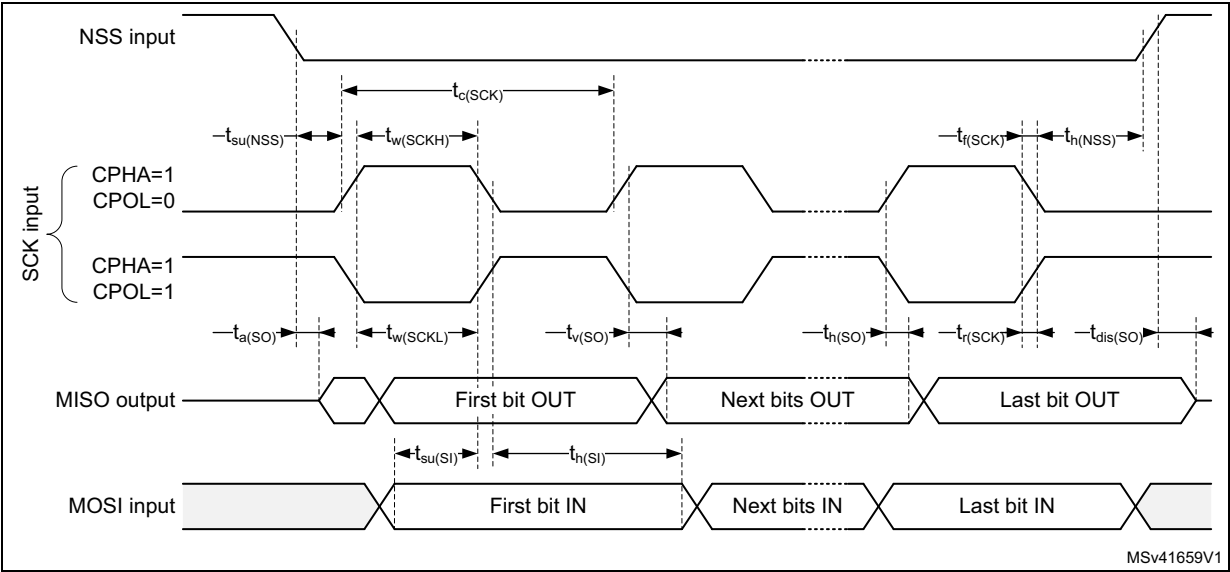 NSS input
tc(SCK)
tsu(NSS) tw(SCKH) tf(SCK) th(NSS)
SCK input
CPHA=1
CPOL=0
CPHA=1
CPOL=1
ta(SO) tw(SCKL) tv(SO) th(SO) tr(SCK) tdis(SO)
MISO output First bit OUT Next bits OUT Last bit OUT
tsu(SI) th(SI)
MOSI input First bit IN Next bits IN Last bit IN
MSv41659V1